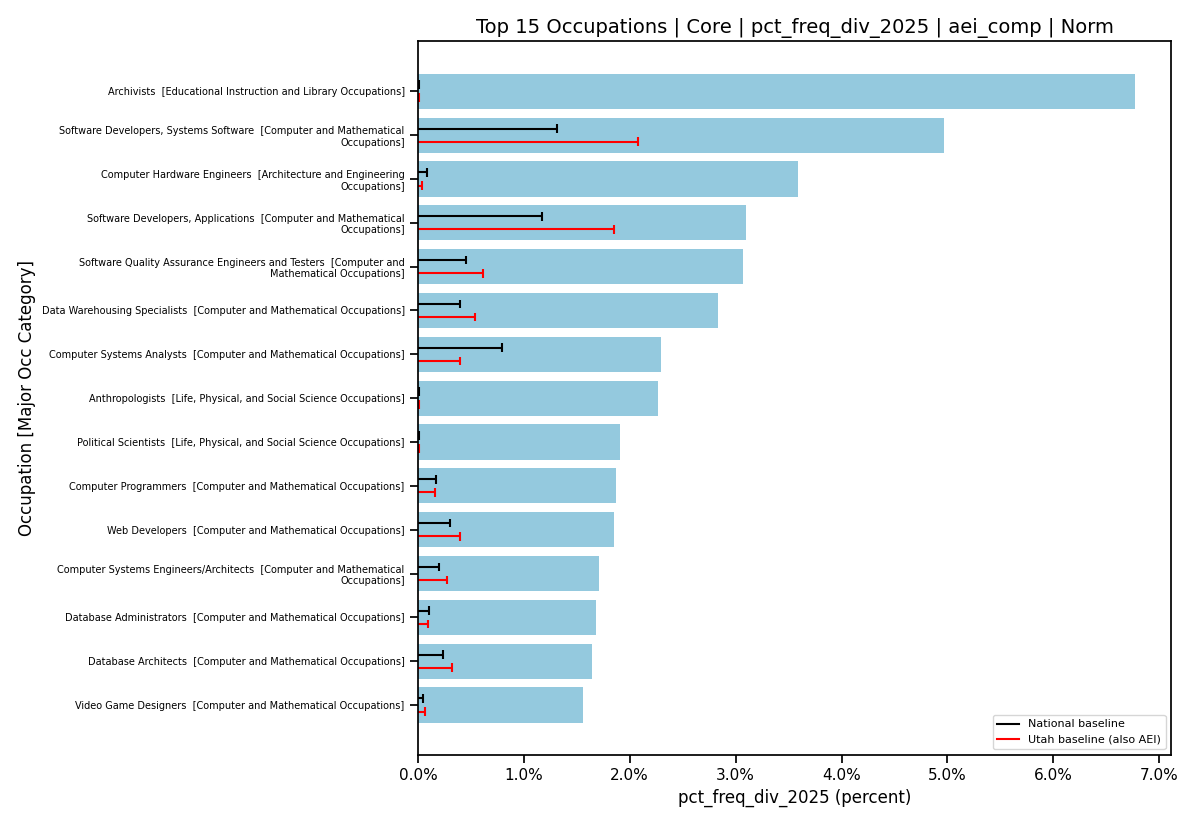 Top 15 Occupations | Core | pct_freq_div_2025 | aei_comp | Norm
Occupation [Major Occ Category]
Archivists  [Educational Instruction and Library Occupations]
Software Developers, Systems Software  [Computer and Mathematical
Occupations]
Computer Hardware Engineers  [Architecture and Engineering
Occupations]
Software Developers, Applications  [Computer and Mathematical
Occupations]
Software Quality Assurance Engineers and Testers  [Computer and
Mathematical Occupations]
Data Warehousing Specialists  [Computer and Mathematical Occupations]
Computer Systems Analysts  [Computer and Mathematical Occupations]
Anthropologists  [Life, Physical, and Social Science Occupations]
Political Scientists  [Life, Physical, and Social Science Occupations]
Computer Programmers  [Computer and Mathematical Occupations]
Web Developers  [Computer and Mathematical Occupations]
Computer Systems Engineers/Architects  [Computer and Mathematical
Occupations]
Database Administrators  [Computer and Mathematical Occupations]
Database Architects  [Computer and Mathematical Occupations]
Video Game Designers  [Computer and Mathematical Occupations]
National baseline
Utah baseline (also AEI)
0.0% 1.0% 2.0% 3.0% 4.0% 5.0% 6.0% 7.0%
pct_freq_div_2025 (percent)